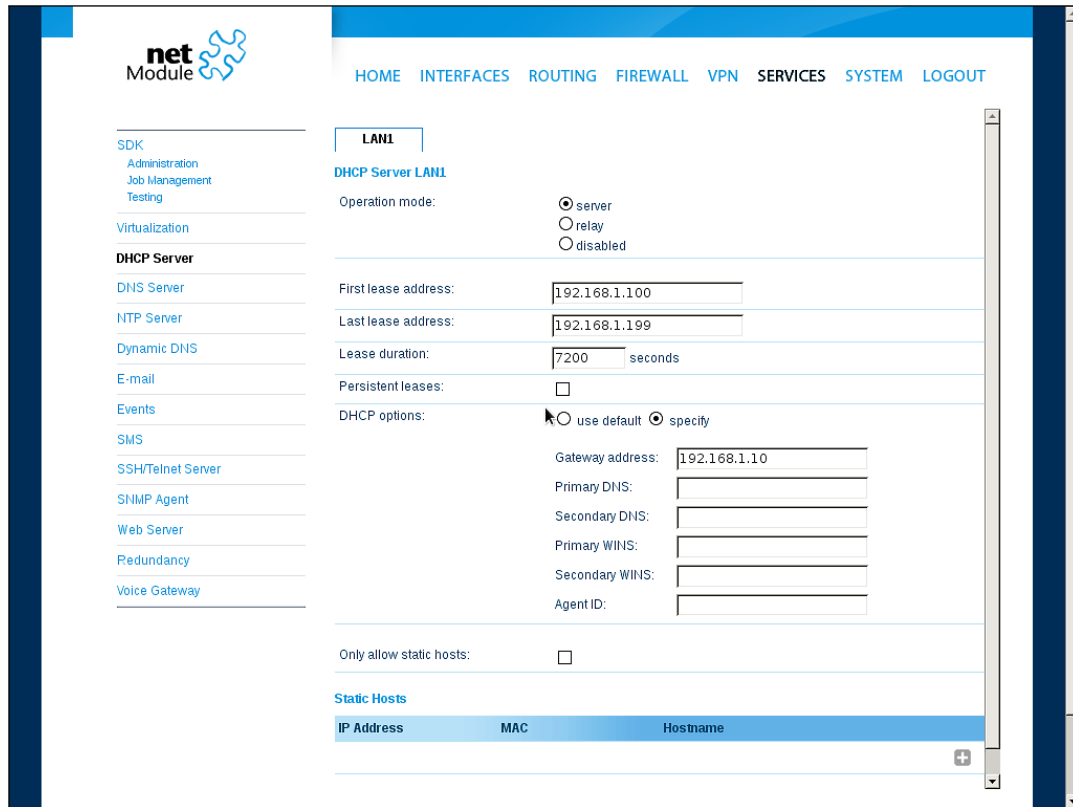 net
Module
HOME INTERFACES ROUTING FIREWALL VPN SERVICES SYSTEM LOGOUT
SDK
Administration
Job Management
Testing
Virtualization
DHCP Server
DNS Server
NTP Server
Dynamic DNS
E-mail
Events
SMS
SSH/Telnet Server
SNMP Agent
Web Server
Redundancy
Voice Gateway
LAN1
DHCP Server LAN1
Operation mode: server
relay
disabled
First lease address: 192.168.1.100
Last lease address: 192.168.1.199
Lease duration: 7200 seconds
Persistent leases:
DHCP options: use default specify
Gateway address: 192.168.1.10
Primary DNS:
Secondary DNS:
Primary WINS:
Secondary WINS:
Agent ID:
Only allow static hosts:
Static Hosts
IP Address MAC Hostname